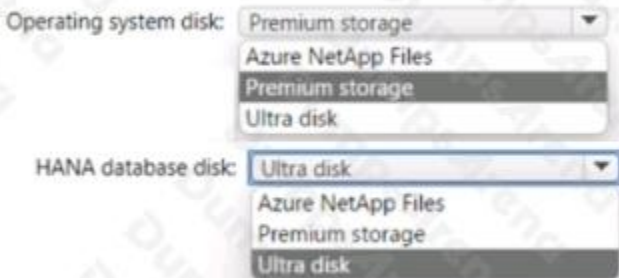 Operating system disk: Premium storage
Azure NetApp Files
Premium storage
Ultra disk
HANA database disk: Ultra disk
Azure NetApp Files
Premium storage
Ultra disk